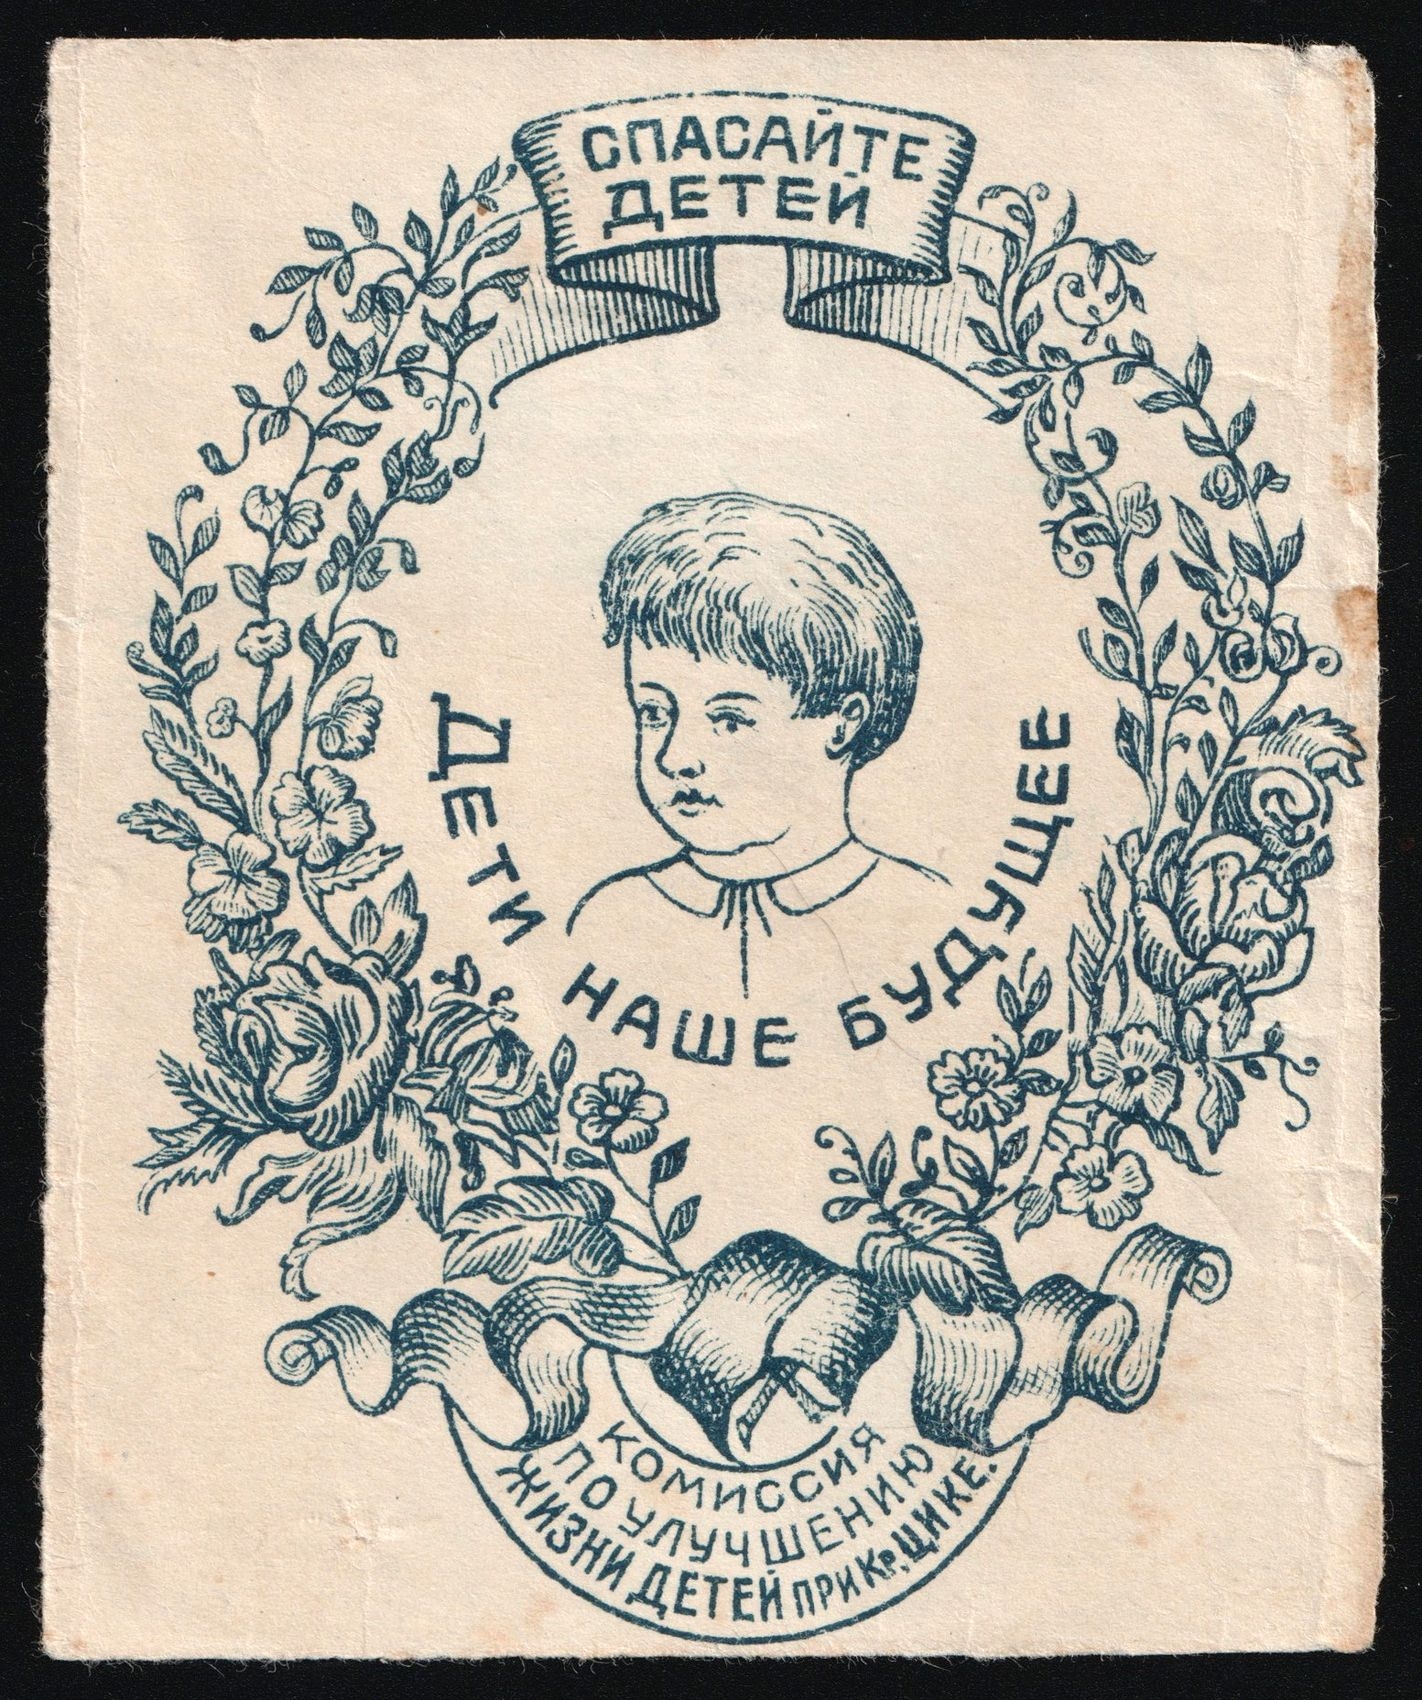 СПАСАЙТЕ
ДЕТЕЙ
ДЕТИ НАШЕ БУДУЩЕЕ
КОМИССИЯ
ПО УЛУЧШЕНИЮ
ЖИЗНИ ДЕТЕЙ ПРИ Кр. ЦИКЕ.